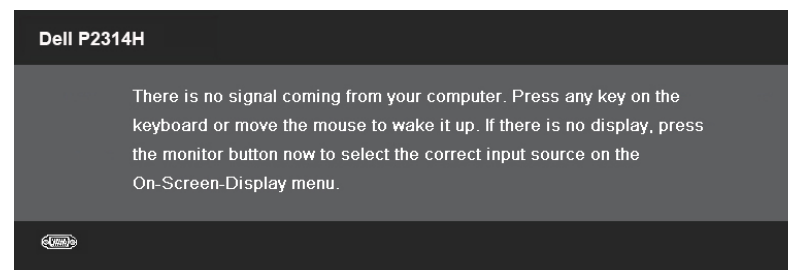 Dell P2314H
There is no signal coming from your computer. Press any key on the
keyboard or move the mouse to wake it up. If there is no display, press
the monitor button now to select the correct input source on the
On-Screen-Display menu.